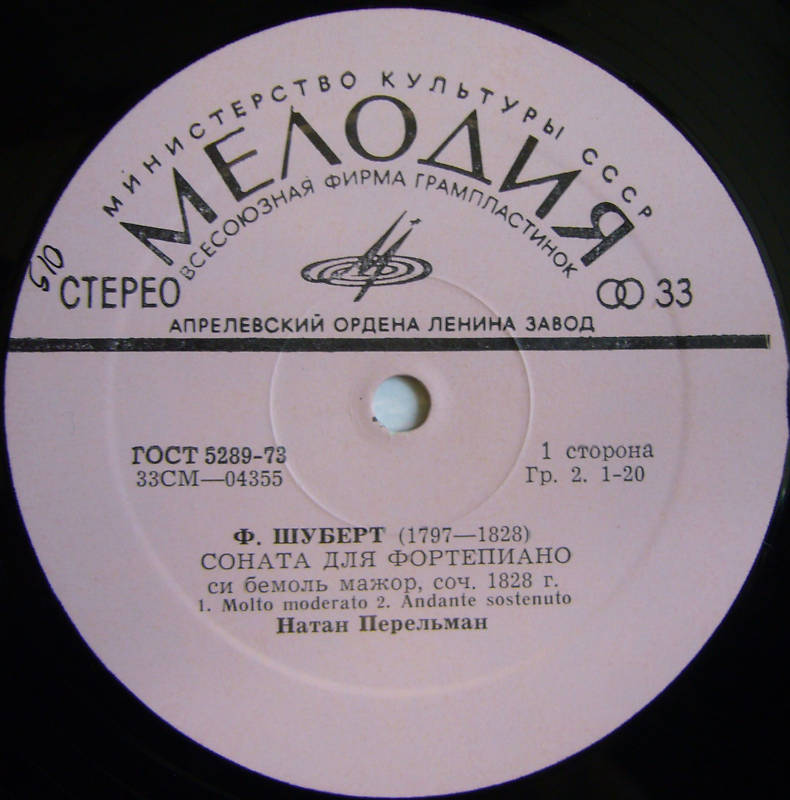 МИНИСТЕРСТВО КУЛЬТУРЫ СССР
МЕЛОДИЯ
ВСЕСОЮЗНАЯ ФИРМА ГРАМПЛАСТИНОК
510
СТЕРЕО
33
АПРЕЛЕВСКИЙ ОРДЕНА ЛЕНИНА ЗАВОД
ГОСТ 5289-73
33СМ—04355
1 сторона
Гр. 2. 1-20
Ф. ШУБЕРТ (1797—1828)
СОНАТА ДЛЯ ФОРТЕПИАНО
си бемоль мажор, соч. 1828 г.
1. Molto moderato 2. Andante sostenuto
Натан Перельман